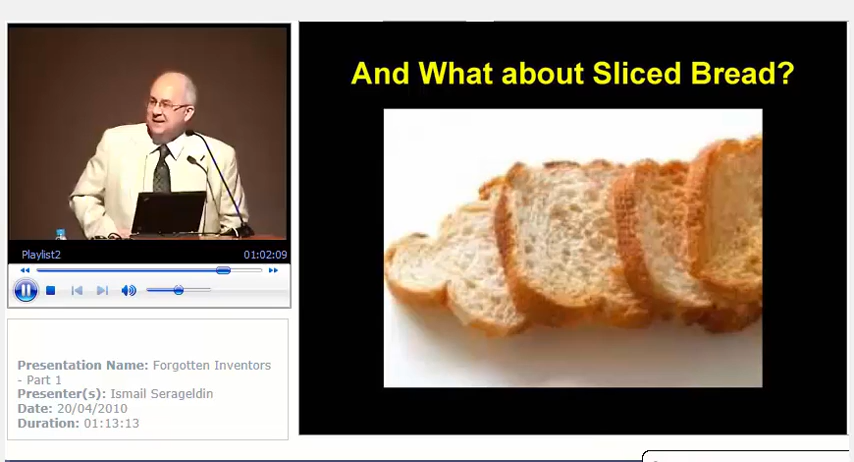 And What about Sliced Bread?
Playlist2
01:02:09
Presentation Name: Forgotten Inventors
- Part 1
Presenter(s): Ismail Serageldin
Date: 20/04/2010
Duration: 01:13:13